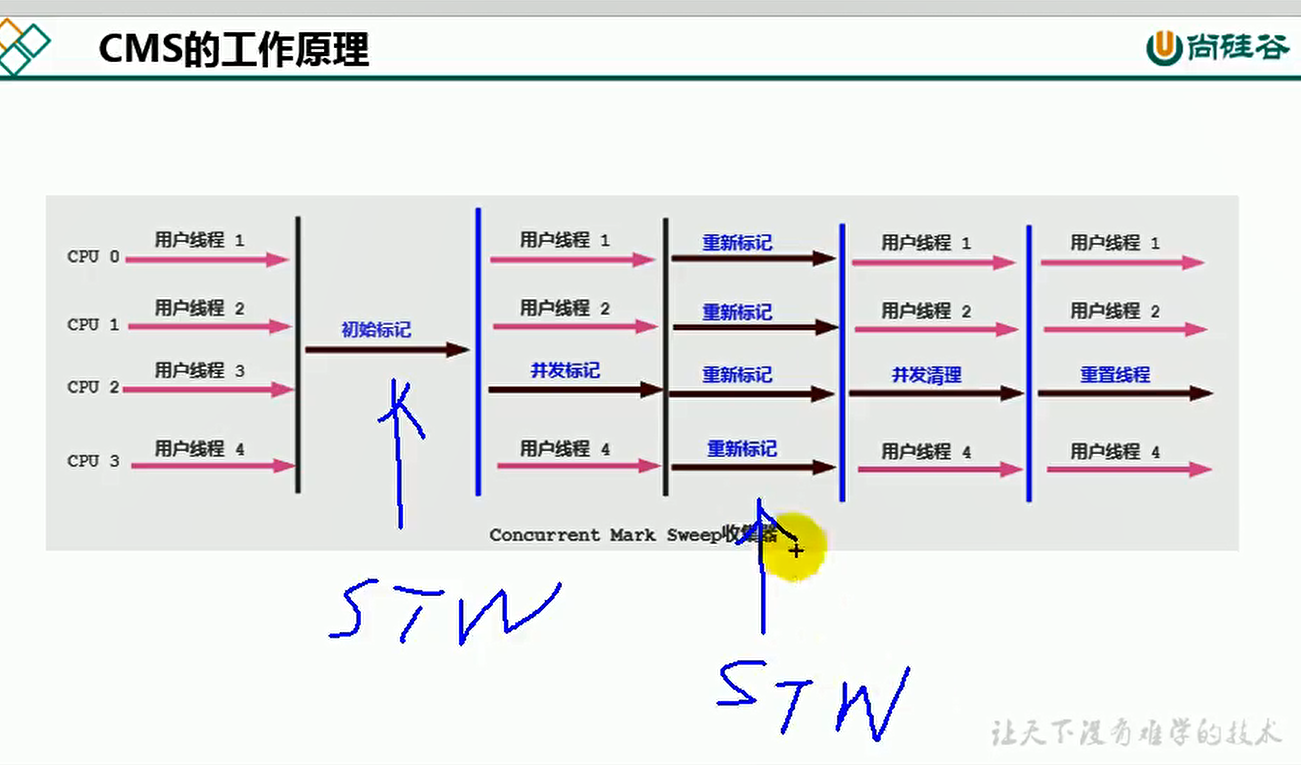 CMS的工作原理
尚硅谷
用户线程 1 用户线程 1 重新标记 用户线程 1 用户线程 1
CPU 0
用户线程 2 用户线程 2 重新标记 用户线程 2 用户线程 2
CPU 1 初始标记
用户线程 3 并发标记 重新标记 并发清理 重置线程
CPU 2
用户线程 4 用户线程 4 重新标记 用户线程 4 用户线程 4
CPU 3
Concurrent Mark Sweep收集器
STW
STW
让天下没有难学的技术